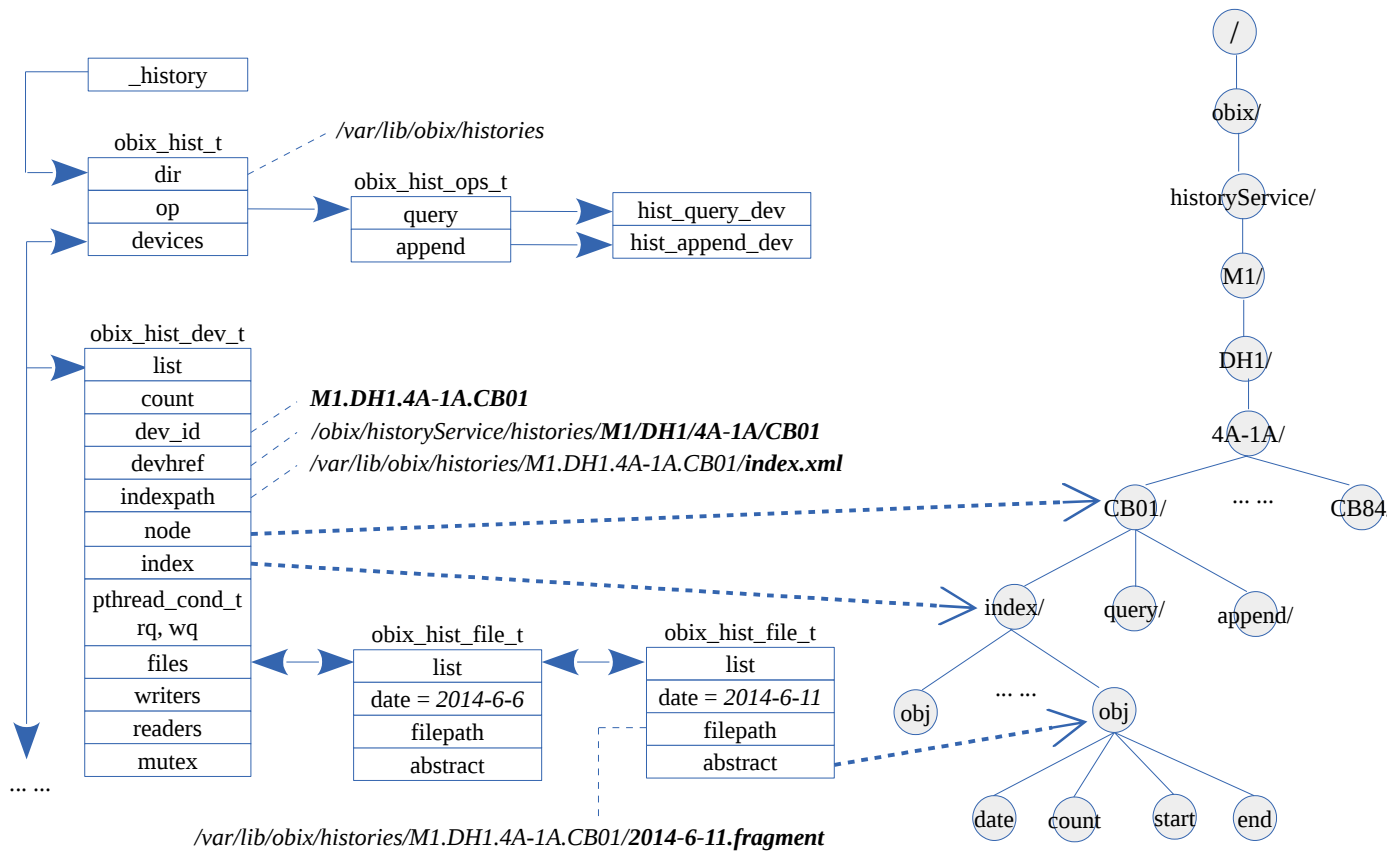 _history
obix_hist_t
dir
op
devices
/var/lib/obix/histories
obix_hist_ops_t
query
append
hist_query_dev
hist_append_dev
obix_hist_dev_t
list
count
dev_id
devhref
indexpath
node
index
pthread_cond_t
rq, wq
files
writers
readers
mutex
... ...
M1.DH1.4A-1A.CB01
/obix/historyService/histories/M1/DH1/4A-1A/CB01
/var/lib/obix/histories/M1.DH1.4A-1A.CB01/index.xml
obix_hist_file_t
list
date = 2014-6-6
filepath
abstract
obix_hist_file_t
list
date = 2014-6-11
filepath
abstract
/var/lib/obix/histories/M1.DH1.4A-1A.CB01/2014-6-11.fragment
/
obix/
historyService/
M1/
DH1/
4A-1A/
CB01/
... ...
CB84
index/
query/
append/
obj
... ...
obj
date
count
start
end